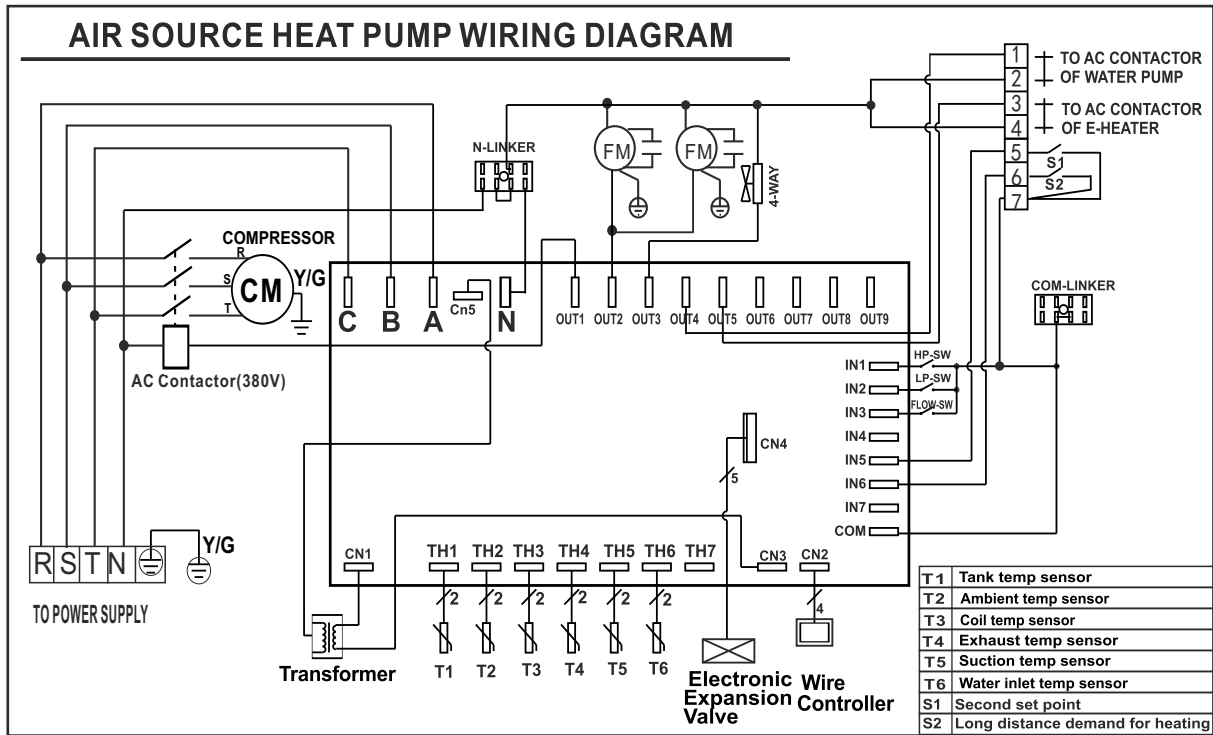 AIR SOURCE HEAT PUMP WIRING DIAGRAM
1
2
3
4
5
6
7
TO AC CONTACTOR
OF WATER PUMP
TO AC CONTACTOR
OF E-HEATER
S1
S2
N-LINKER
FM
FM
4-WAY
COMPRESSOR
R
S
T
CM
Y/G
AC Contactor(380V)
C
B
A
Cn5
N
OUT1
OUT2
OUT3
OUT4
OUT5
OUT6
OUT7
OUT8
OUT9
COM-LINKER
IN1
HP-SW
IN2
LP-SW
IN3
FLOW-SW
IN4
IN5
IN6
IN7
COM
CN4
5
R S T N
Y/G
TO POWER SUPPLY
CN1
TH1
TH2
TH3
TH4
TH5
TH6
TH7
CN3
CN2
2
2
2
2
2
2
4
Transformer
T1
T2
T3
T4
T5
T6
Electronic
Expansion
Valve
Wire
Controller
T1 Tank temp sensor
T2 Ambient temp sensor
T3 Coil temp sensor
T4 Exhaust temp sensor
T5 Suction temp sensor
T6 Water inlet temp sensor
S1 Second set point
S2 Long distance demand for heating